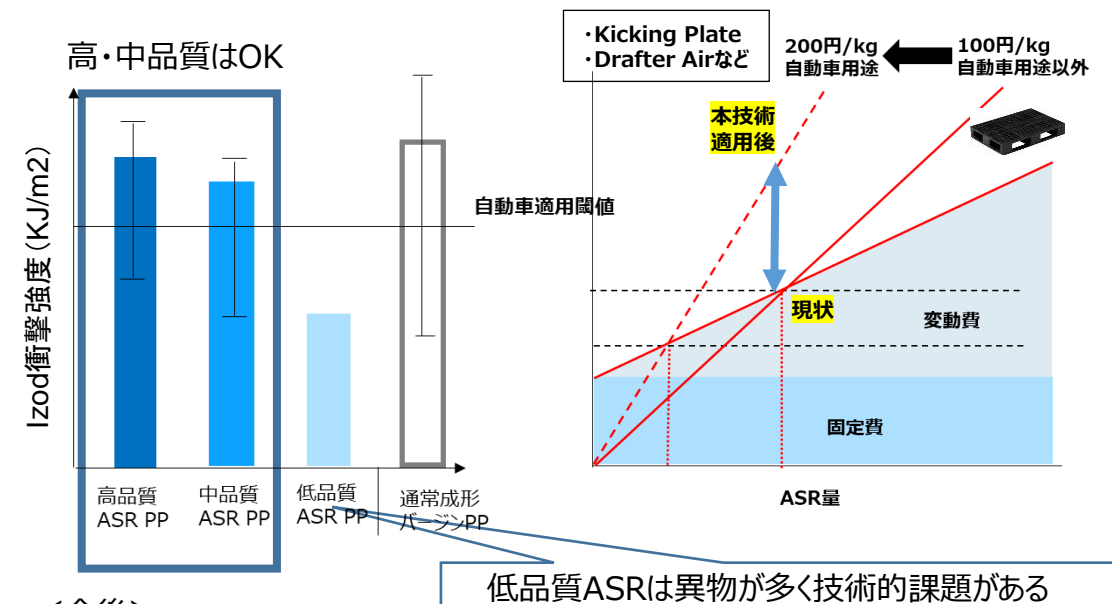 高・中品質はOK
Izod衝撃強度（KJ/m2）
自動車適用閾値
高品質
ASR PP
中品質
ASR PP
低品質
ASR PP
通常成形
バージンPP
・Kicking Plate
・Drafter Airなど
200円/kg
自動車用途
100円/kg
自動車用途以外
本技術
適用後
現状
変動費
固定費
ASR量
低品質ASRは異物が多く技術的課題がある